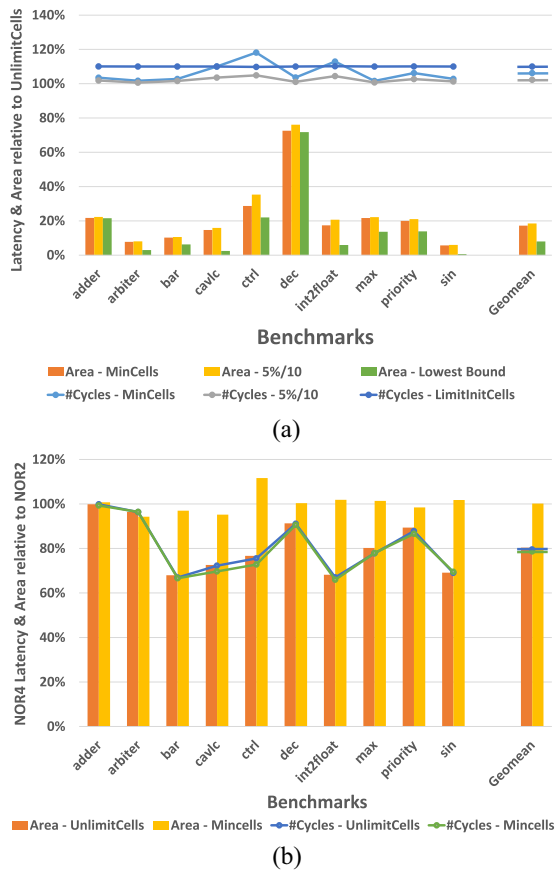 Latency & Area relative to UnlimitCells
140%
120%
100%
80%
60%
40%
20%
0%
adder
arbiter
bar
cavlc
ctrl
dec
int2float
max
priority
sin
Geomean
Benchmarks
Area - MinCells Area - 5%/10 Area - Lowest Bound
#Cycles - MinCells #Cycles - 5%/10 #Cycles - LimitInitCells
(a)
NOR4 Latency & Area relative to NOR2
120%
100%
80%
60%
40%
20%
0%
adder
arbiter
bar
cavlc
ctrl
dec
int2float
max
priority
sin
Geomean
Benchmarks
Area - UnlimitCells Area - Mincells #Cycles - UnlimitCells #Cycles - Mincells
(b)